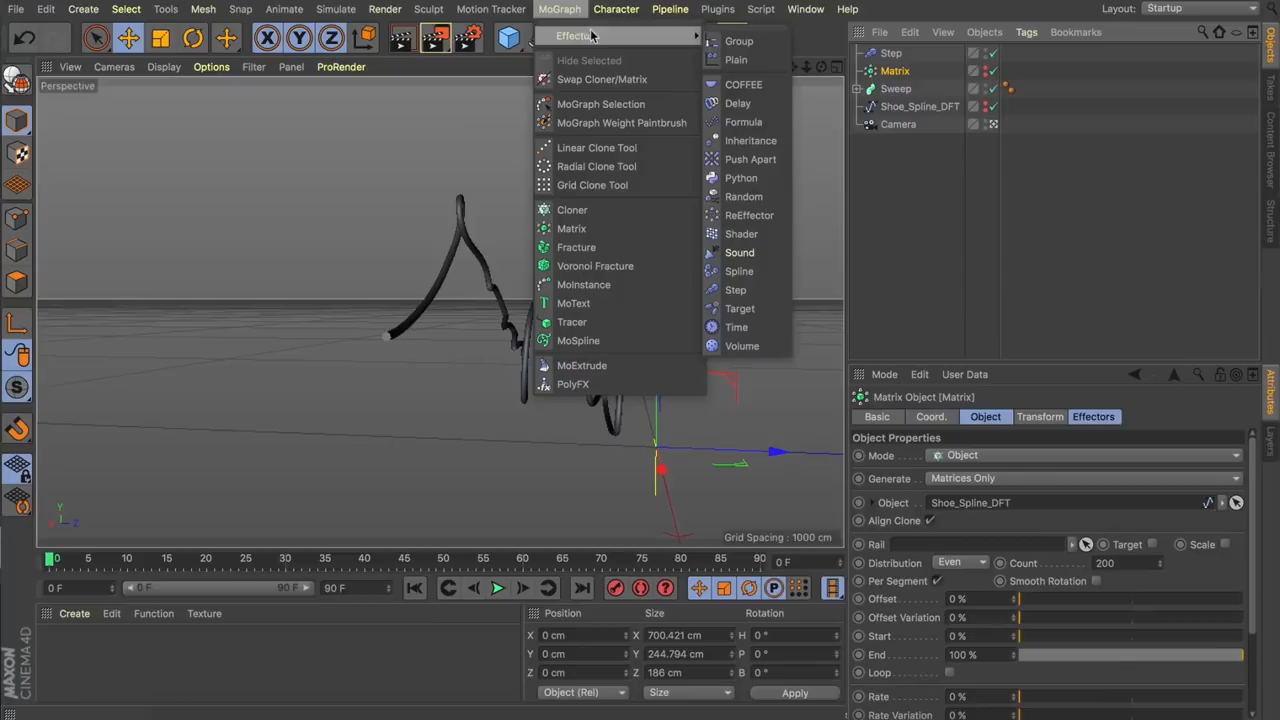 File Edit Create Select Tools Mesh Snap Animate Simulate Render Sculpt Motion Tracker MoGraph Character Pipeline Plugins Script Window Help Layout: Startup
View Cameras Display Options Filter Panel ProRender
Perspective
Grid Spacing : 1000 cm
Hide Selected
Swap Cloner/Matrix
MoGraph Selection
MoGraph Weight Paintbrush
Linear Clone Tool
Radial Clone Tool
Grid Clone Tool
Cloner
Matrix
Fracture
Voronoi Fracture
MoInstance
MoText
Tracer
MoSpline
MoExtrude
PolyFX
Group
Plain
COFFEE
Delay
Formula
Inheritance
Push Apart
Python
Random
ReEffector
Shader
Sound
Spline
Step
Target
Time
Volume
File Edit View Objects Tags Bookmarks
Step
Matrix
Sweep
Shoe_Spline_DFT
Camera
Objects
Takes
Content Browser
Structure
Mode Edit User Data
Matrix Object [Matrix]
Basic Coord. Object Transform Effectors
Object Properties
Mode Object
Generate Matrices Only
Object Shoe_Spline_DFT
Align Clone
Rail Target Scale
Distribution Even Count 200
Per Segment Smooth Rotation
Offset 0 %
Offset Variation 0 %
Start 0 %
End 100 %
Loop
Rate 0 %
Rate Variation 0 %
Attributes
Layers
0 5 10 15 20 25 30 35 40 45 50 55 60 65 70 75 80 85 90 0 F
0 F 0 F 90 F 90 F
Create Edit Function Texture
Position Size Rotation
X 0 cm X 700.421 cm H 0 °
Y 0 cm Y 244.794 cm P 0 °
Z 0 cm Z 186 cm B 0 °
Object (Rel) Size Apply
MAXON
CINEMA4D
X Y Z
Y
Z